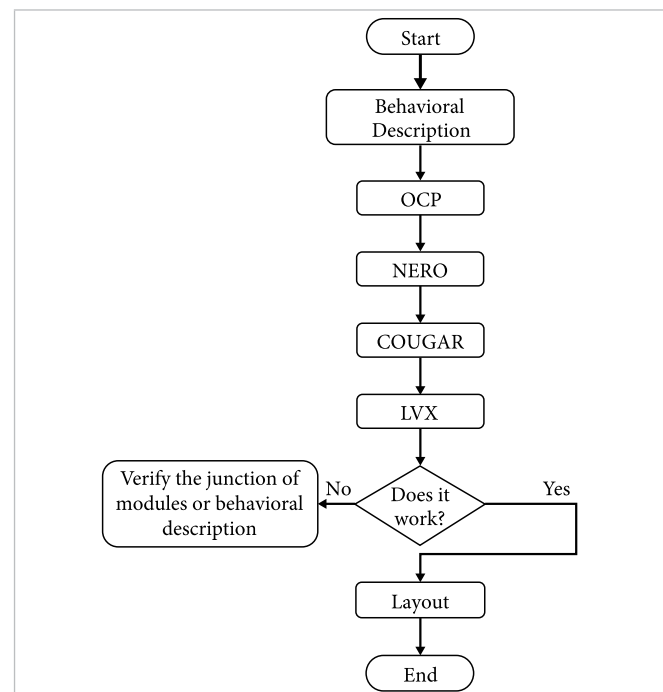 Start
Behavioral
Description
OCP
NERO
COUGAR
LVX
Does it
work?
No
Yes
Verify the junction of
modules or behavioral
description
Layout
End